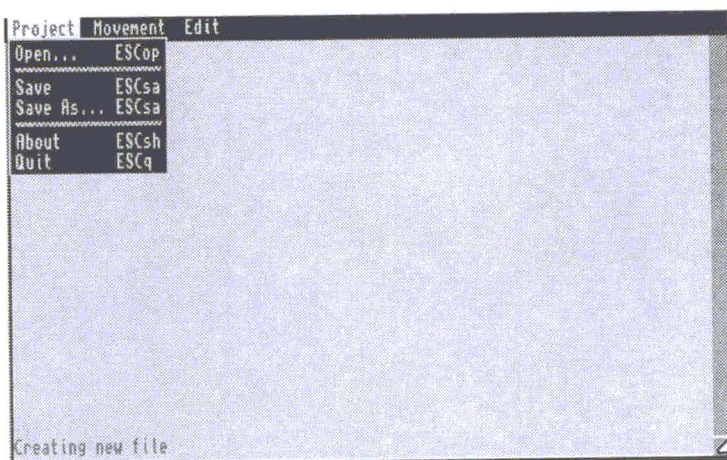 Project Movement Edit
Open... ESCop
Save ESCsa
Save As... ESCsa
About ESCsh
Quit ESCq
Creating new file